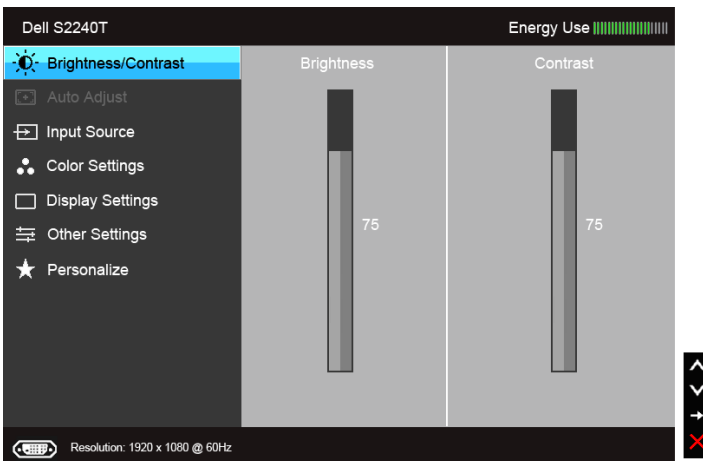 Dell S2240T
Energy Use
Brightness/Contrast
Brightness
Contrast
Auto Adjust
Input Source
Color Settings
Display Settings
75
75
Other Settings
Personalize
Resolution: 1920 x 1080 @ 60Hz